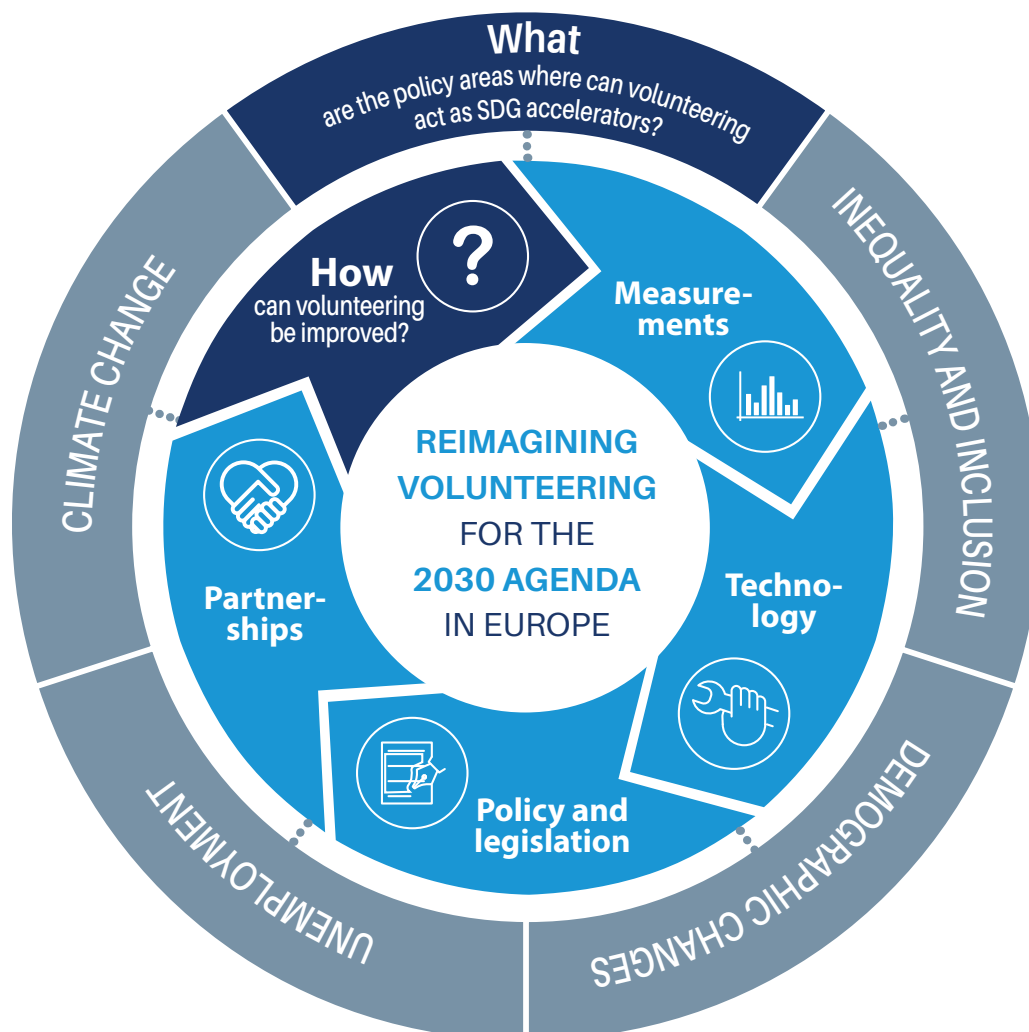 What
are the policy areas where can volunteering
act as SDG accelerators?
INEQUALITY AND INCLUSION
DEMOGRAPHIC CHANGES
UNEMPLOYMENT
CLIMATE CHANGE
How
can volunteering
be improved?
Measure-
ments
Techno-
logy
Policy and
legislation
Partner-
ships
REIMAGINING
VOLUNTEERING
FOR THE
2030 AGENDA
IN EUROPE